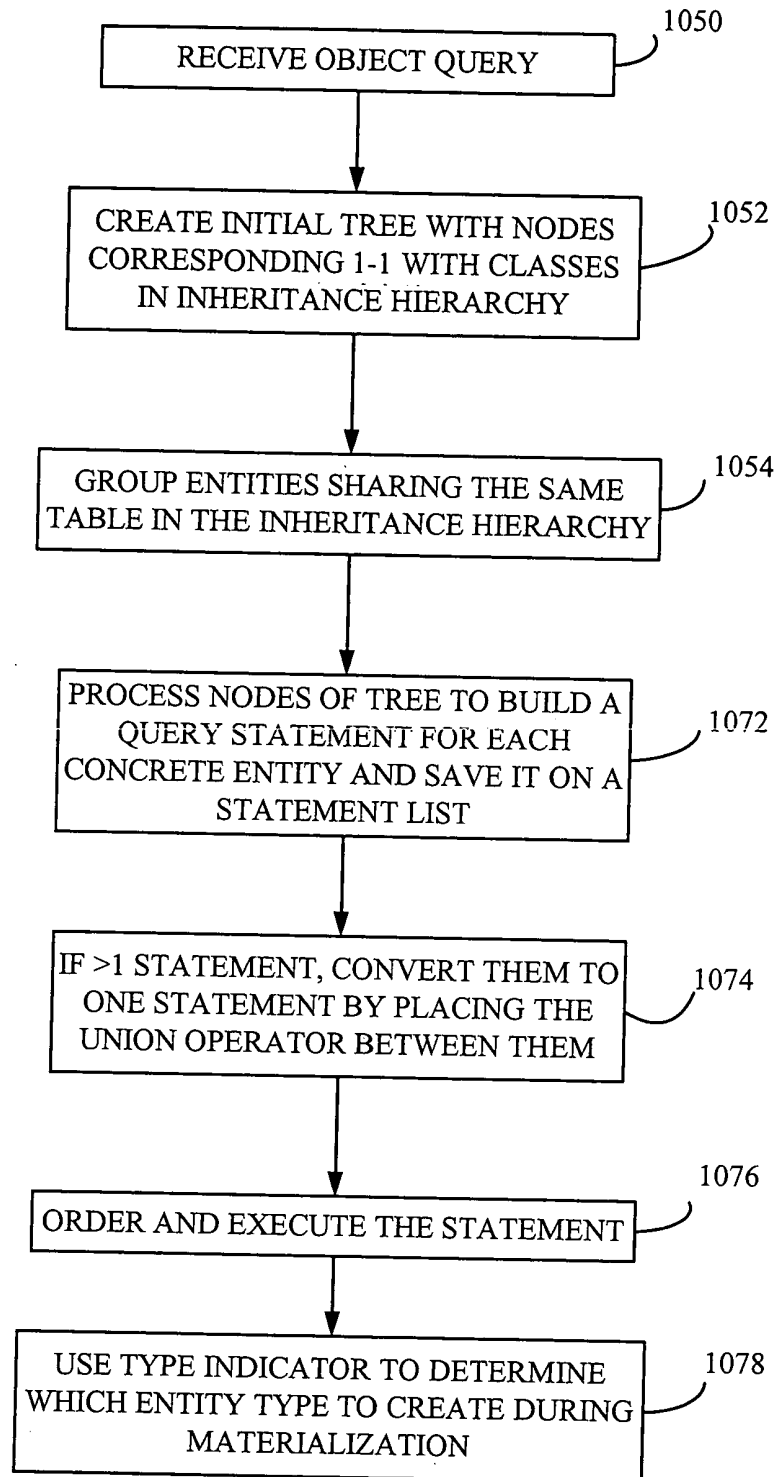 RECEIVE OBJECT QUERY
1050
CREATE INITIAL TREE WITH NODES
CORRESPONDING 1-1 WITH CLASSES
IN INHERITANCE HIERARCHY
1052
GROUP ENTITIES SHARING THE SAME
TABLE IN THE INHERITANCE HIERARCHY
1054
PROCESS NODES OF TREE TO BUILD A
QUERY STATEMENT FOR EACH
CONCRETE ENTITY AND SAVE IT ON A
STATEMENT LIST
1072
IF >1 STATEMENT, CONVERT THEM TO
ONE STATEMENT BY PLACING THE
UNION OPERATOR BETWEEN THEM
1074
ORDER AND EXECUTE THE STATEMENT
1076
USE TYPE INDICATOR TO DETERMINE
WHICH ENTITY TYPE TO CREATE DURING
MATERIALIZATION
1078